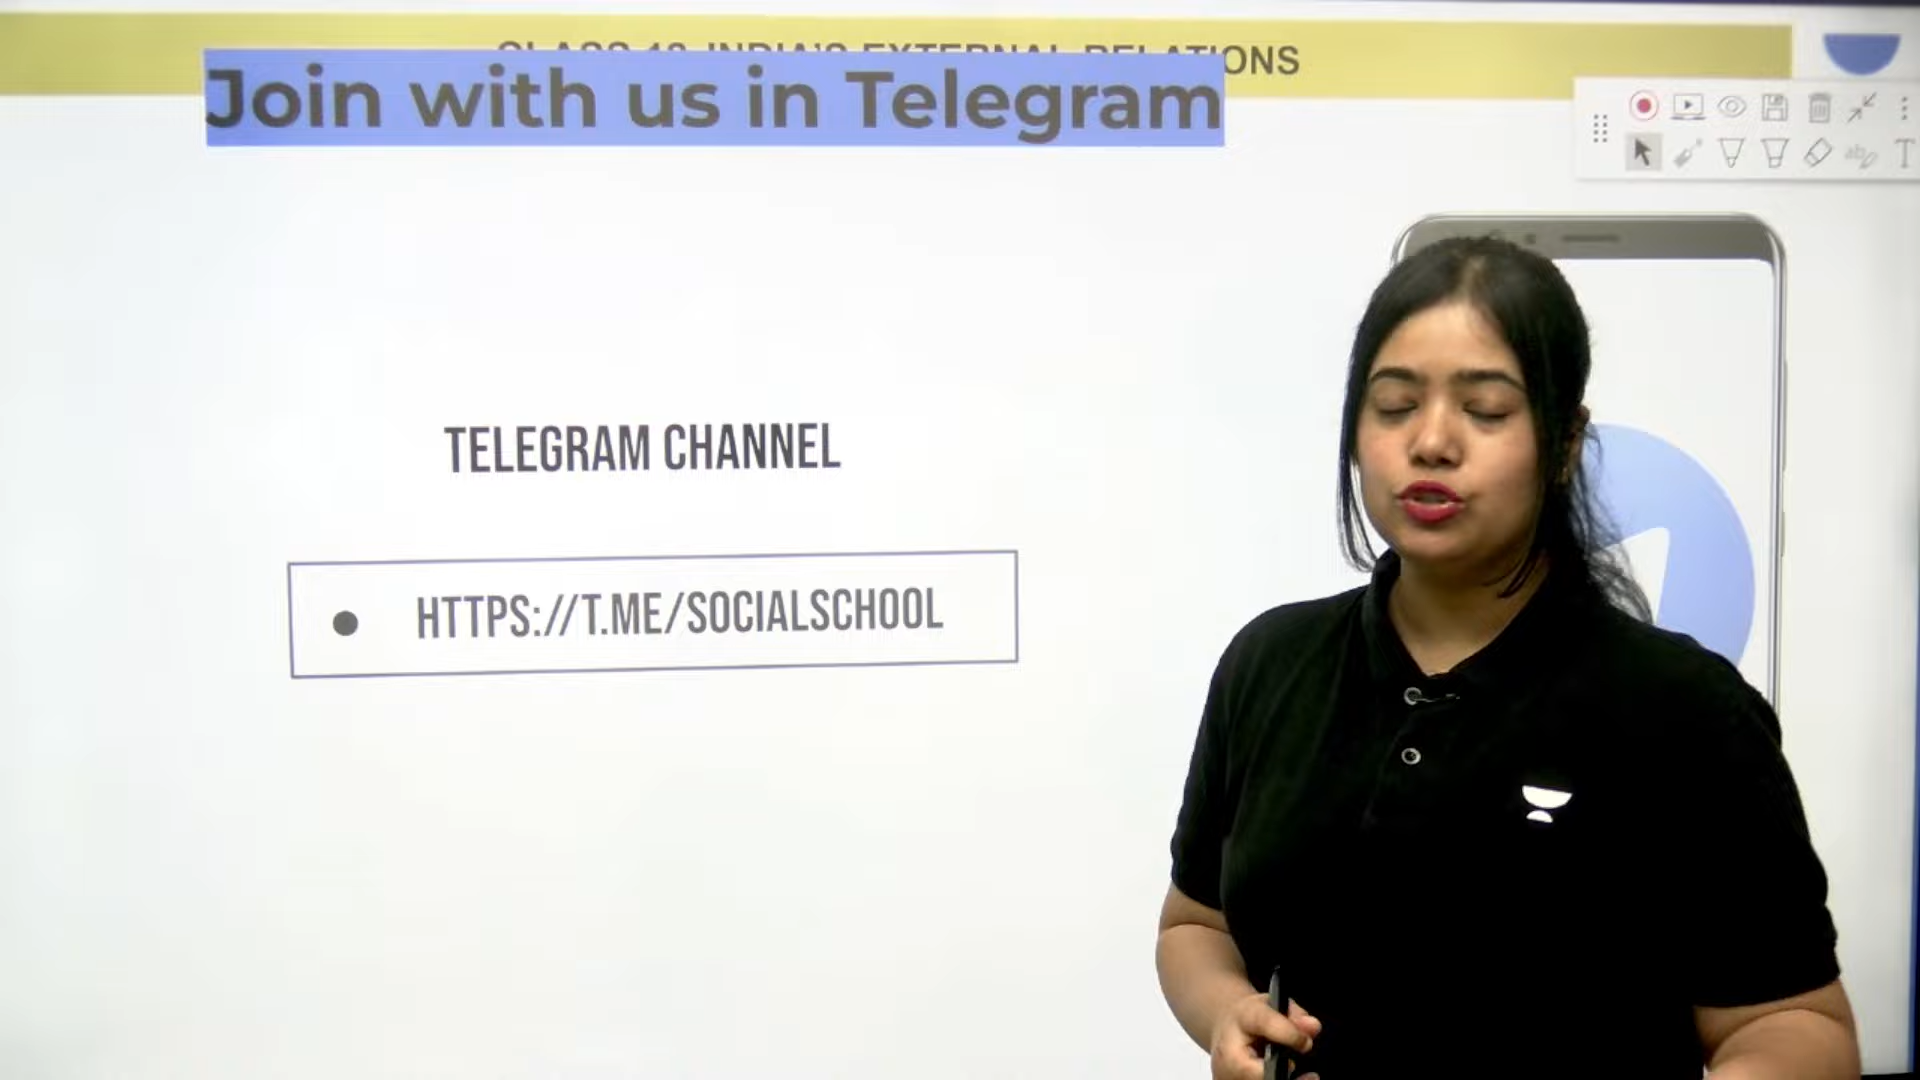 CLASS 12 INDIA'S EXTERNAL RELATIONS
Join with us in Telegram
TELEGRAM CHANNEL
HTTPS://T.ME/SOCIALSCHOOL